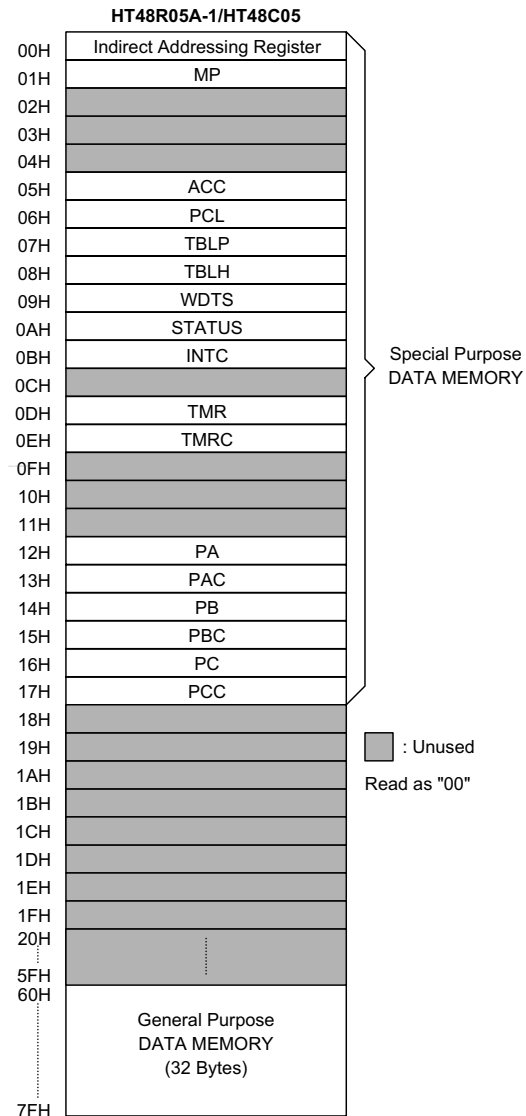 HT48R05A-1/HT48C05
00H Indirect Addressing Register
01H MP
02H
03H
04H
05H ACC
06H PCL
07H TBLP
08H TBLH
09H WDTS
0AH STATUS
0BH INTC
Special Purpose
DATA MEMORY
0CH
0DH TMR
0EH TMRC
0FH
10H
11H
12H PA
13H PAC
14H PB
15H PBC
16H PC
17H PCC
18H
19H
: Unused
Read as "00"
1AH
1BH
1CH
1DH
1EH
1FH
20H
5FH
60H
General Purpose
DATA MEMORY
(32 Bytes)
7FH